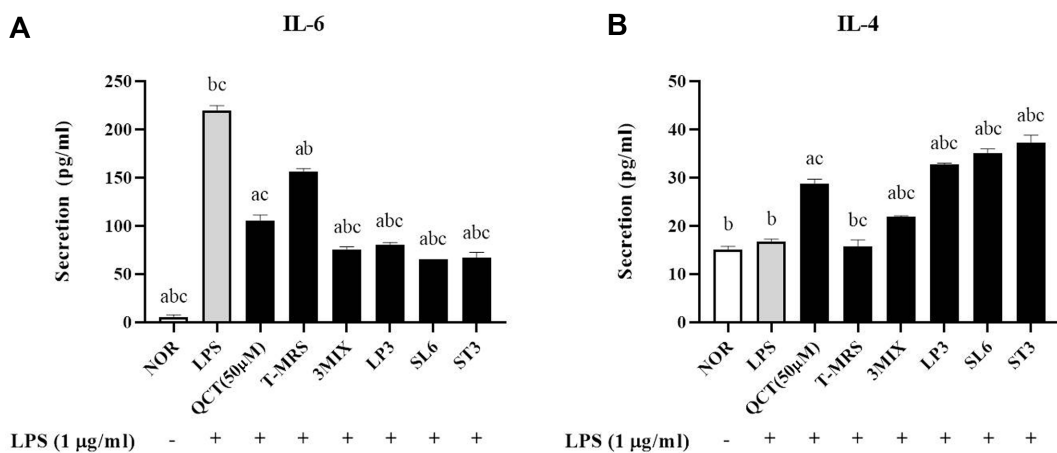 A
IL-6
Secretion (pg/ml)
250
200
150
100
50
0
abc
bc
ac
ab
abc
abc
abc
abc
NOR
LPS
QCT(50μM)
T-MRS
3MIX
LP3
SL6
ST3
LPS (1 μg/ml) - + + + + + + +
B
IL-4
Secretion (pg/ml)
50
40
30
20
10
0
b
b
ac
bc
abc
abc
abc
abc
NOR
LPS
QCT(50μM)
T-MRS
3MIX
LP3
SL6
ST3
LPS (1 μg/ml) - + + + + + + +